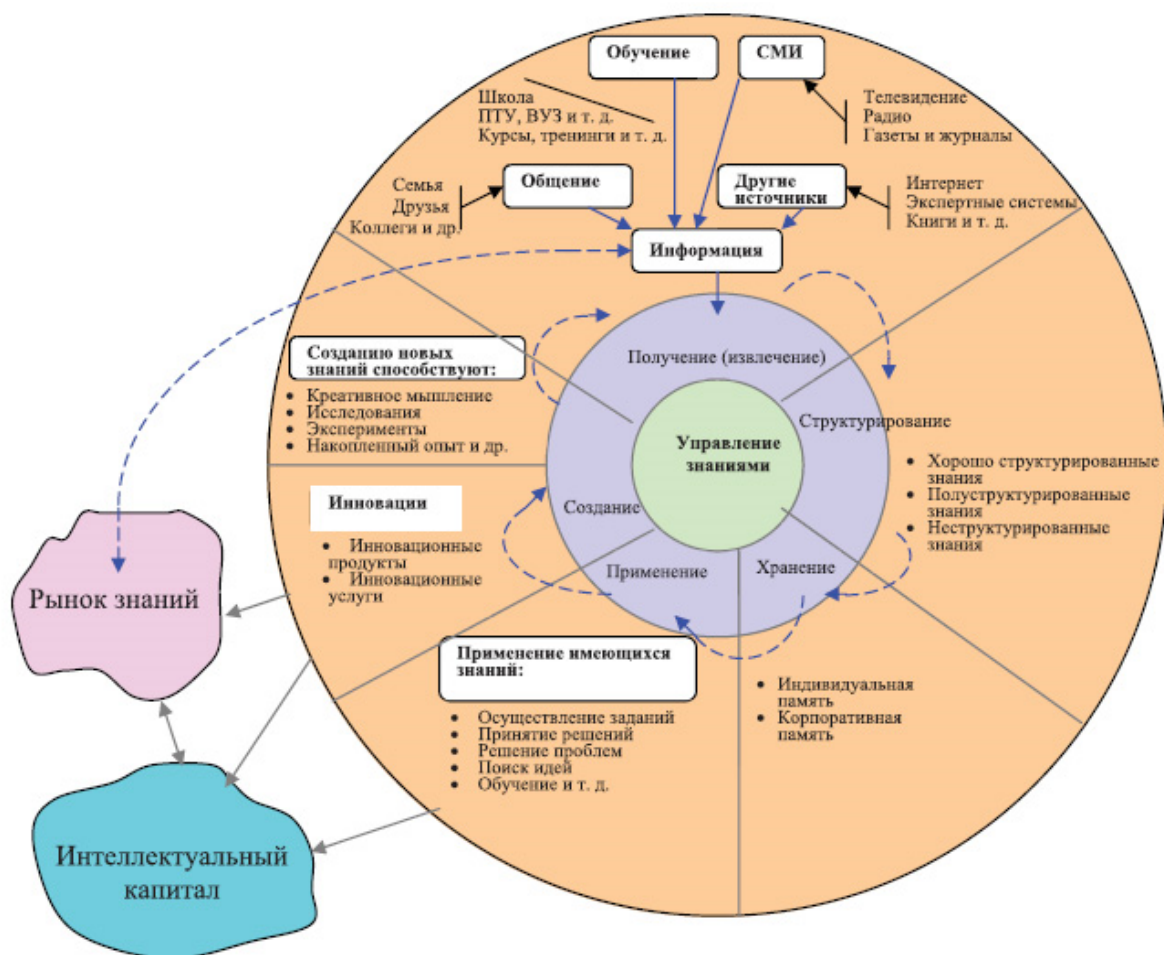 Обучение
СМИ
Школа
ПТУ, ВУЗ и т. д.
Курсы, тренинги и т. д.
Телевидение
Радио
Газеты и журналы
Семья
Друзья
Коллеги и др.
Общение
Другие
источники
Интернет
Экспертные системы
Книги и т. д.
Информация
Созданию новых
знаний способствуют:
• Креативное мышление
• Исследования
• Эксперименты
• Накопленный опыт и др.
Получение (извлечение)
Структурирование
Управление
знаниями
• Хорошо структурированные
знания
• Полуструктурированные
знания
• Неструктурированные
знания
Инновации
• Инновационные
продукты
• Инновационные
услуги
Создание
Применение
Хранение
Рынок знаний
Применение имеющихся
знаний:
• Осуществление заданий
• Принятие решений
• Решение проблем
• Поиск идей
• Обучение и т. д.
• Индивидуальная
память
• Корпоративная
память
Интеллектуальный
капитал